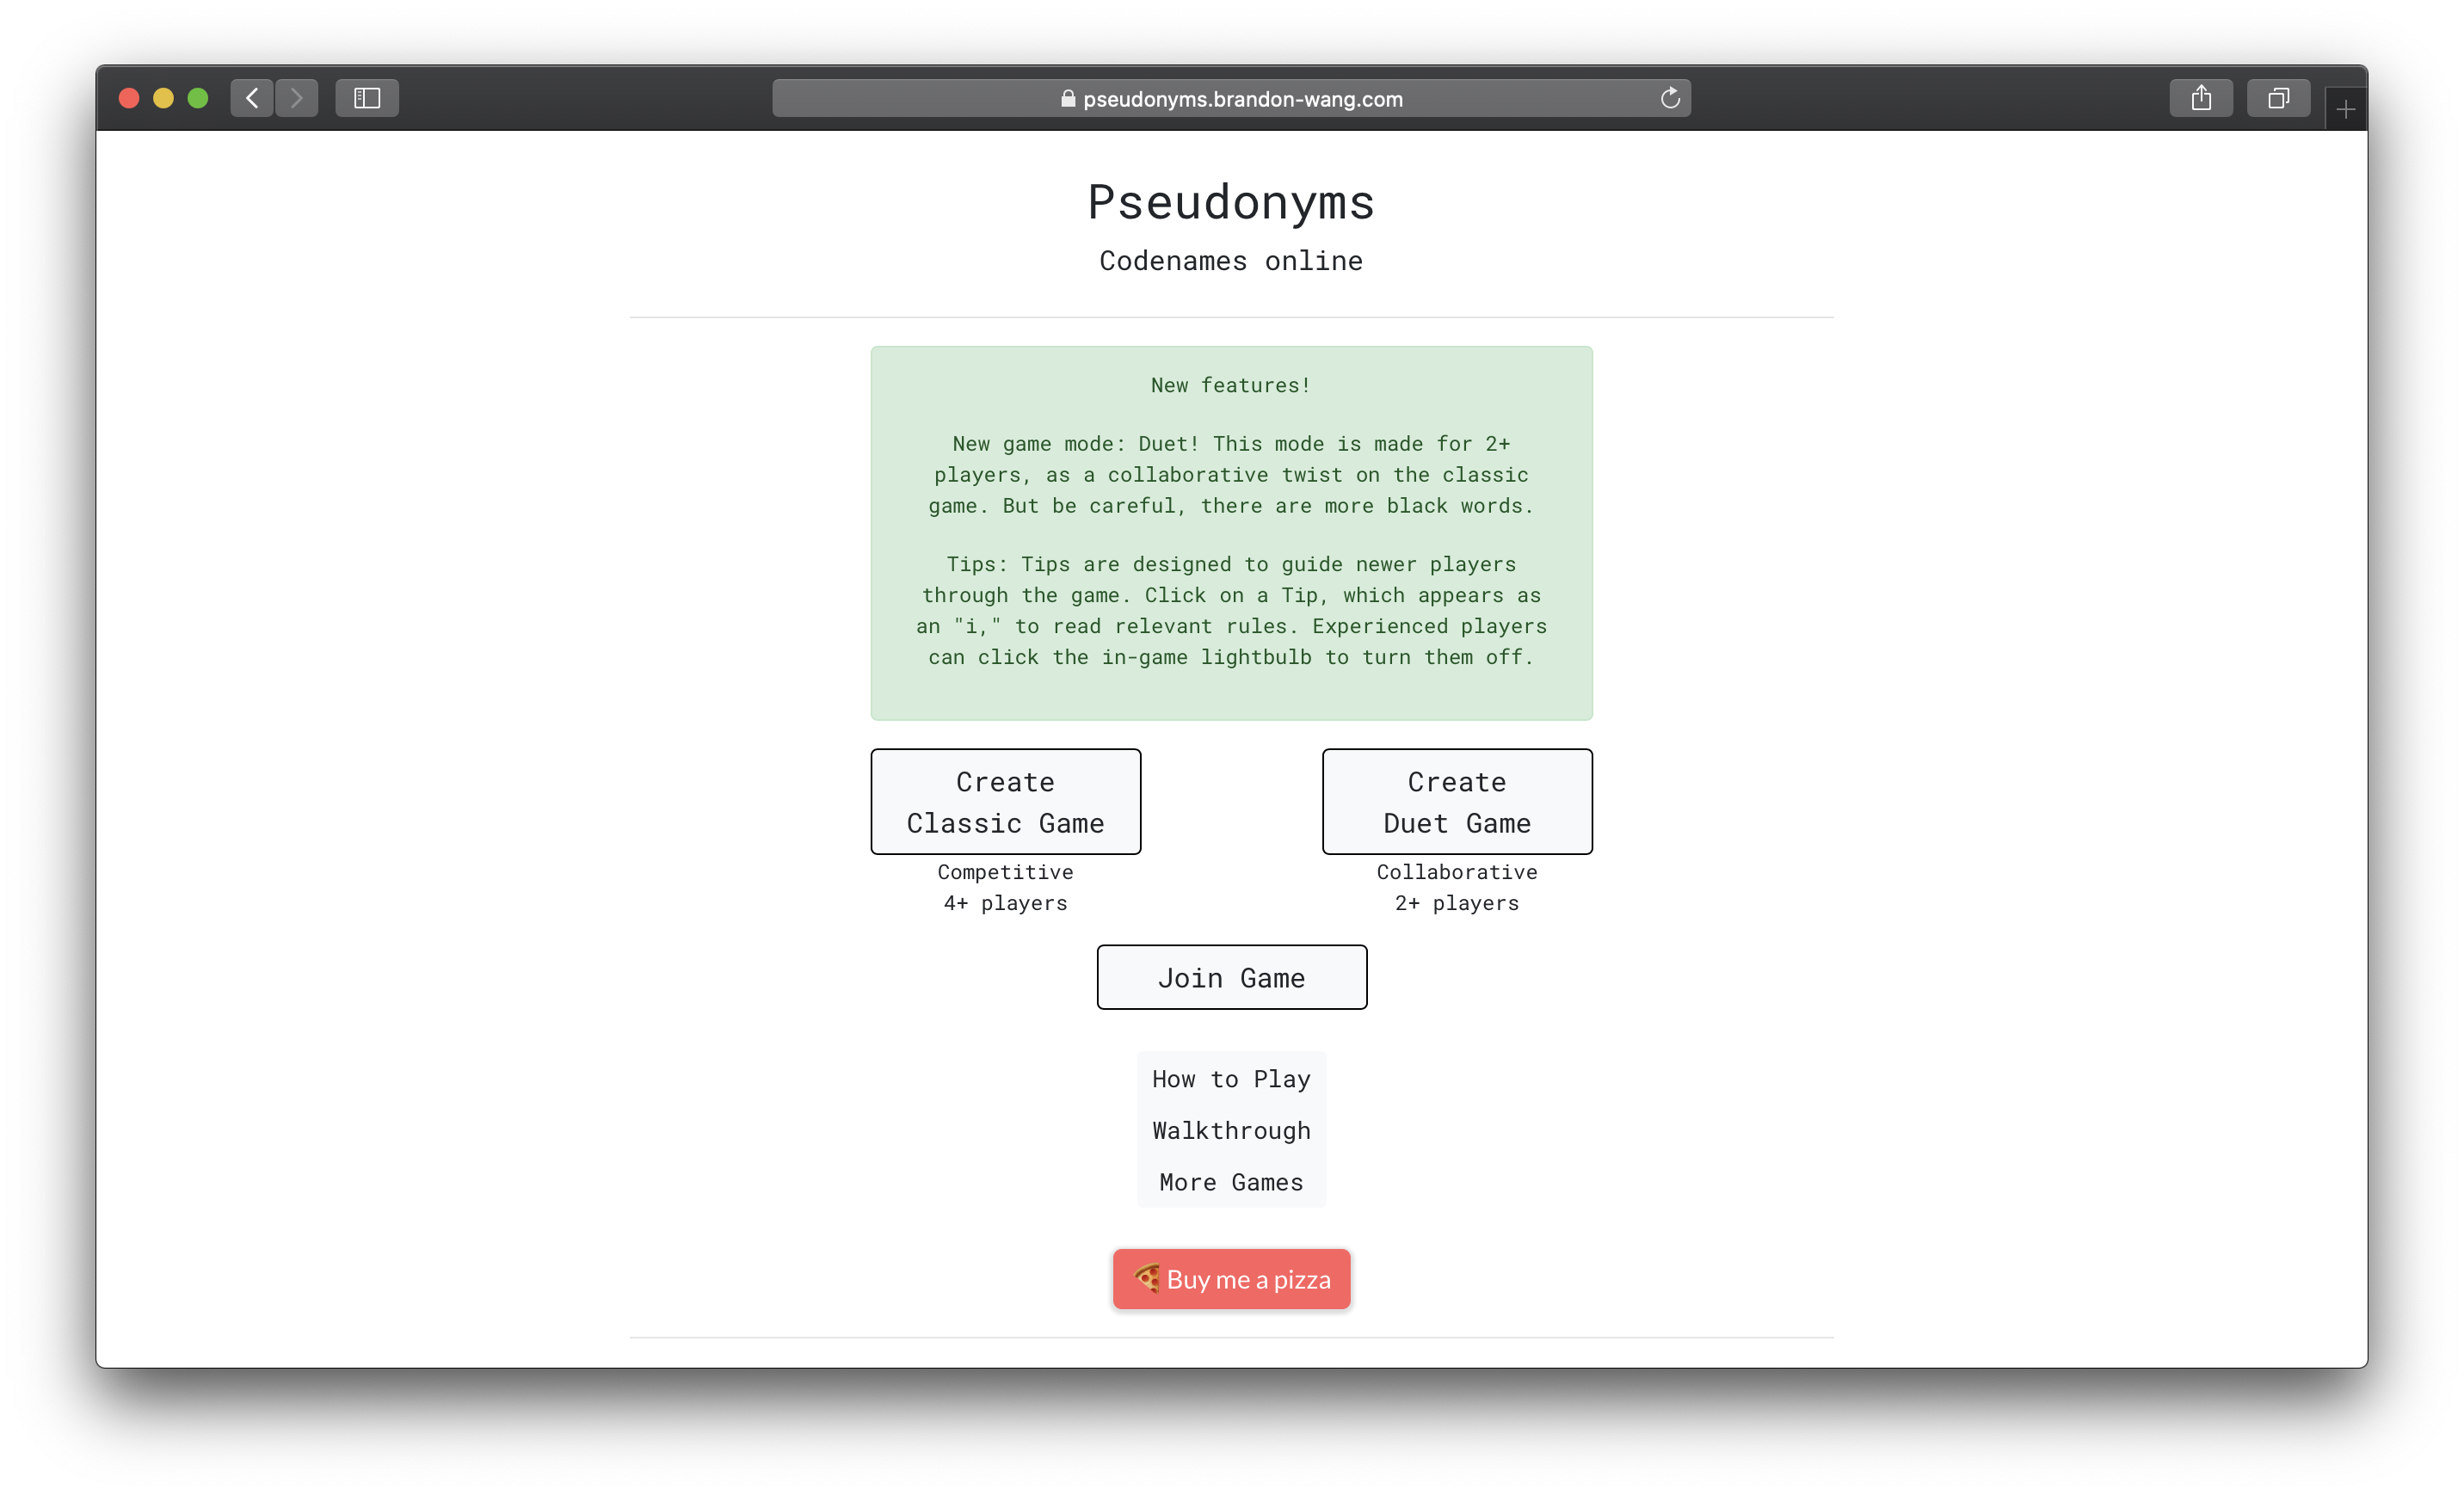 pseudonyms.brandon-wang.com
Pseudonyms
Codenames online
New features!
New game mode: Duet! This mode is made for 2+
players, as a collaborative twist on the classic
game. But be careful, there are more black words.
Tips: Tips are designed to guide newer players
through the game. Click on a Tip, which appears as
an "i," to read relevant rules. Experienced players
can click the in-game lightbulb to turn them off.
Create
Classic Game
Competitive
4+ players
Create
Duet Game
Collaborative
2+ players
Join Game
How to Play
Walkthrough
More Games
Buy me a pizza